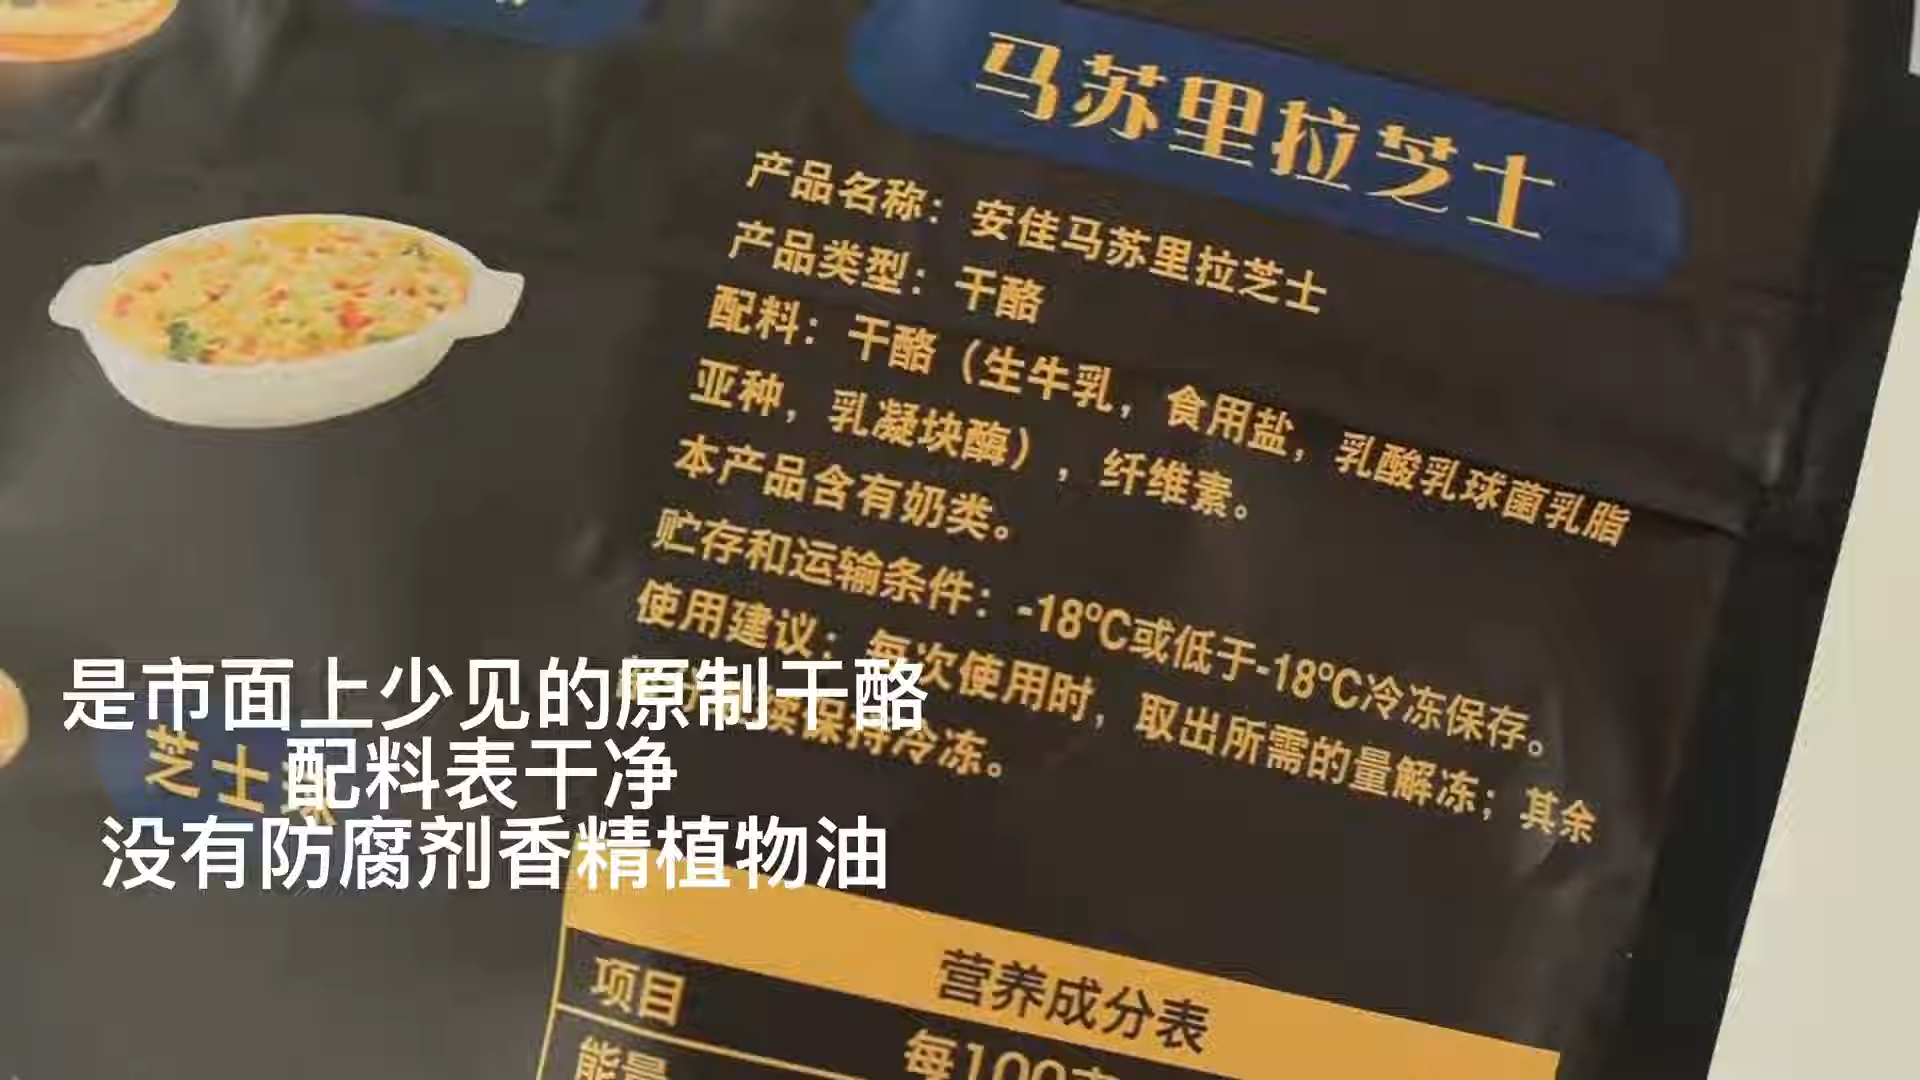 马苏里拉芝士
产品名称：安佳马苏里拉芝士
产品类型：干酪
配料：干酪（生牛乳，食用盐，乳酸乳球菌乳脂
亚种，乳凝块酶），纤维素。
本产品含有奶类。
贮存和运输条件：-18℃或低于-18℃冷冻保存。
使用建议：每次使用时，取出所需的量解冻；其余
续保持冷冻。
是市面上少见的原制干酪
配料表干净
没有防腐剂香精植物油
芝士
营养成分表
项目
每100
能量